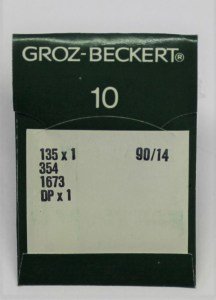 GROZ-BECKERT®
10
135 x 1 90/14
354
1673
DP x 1